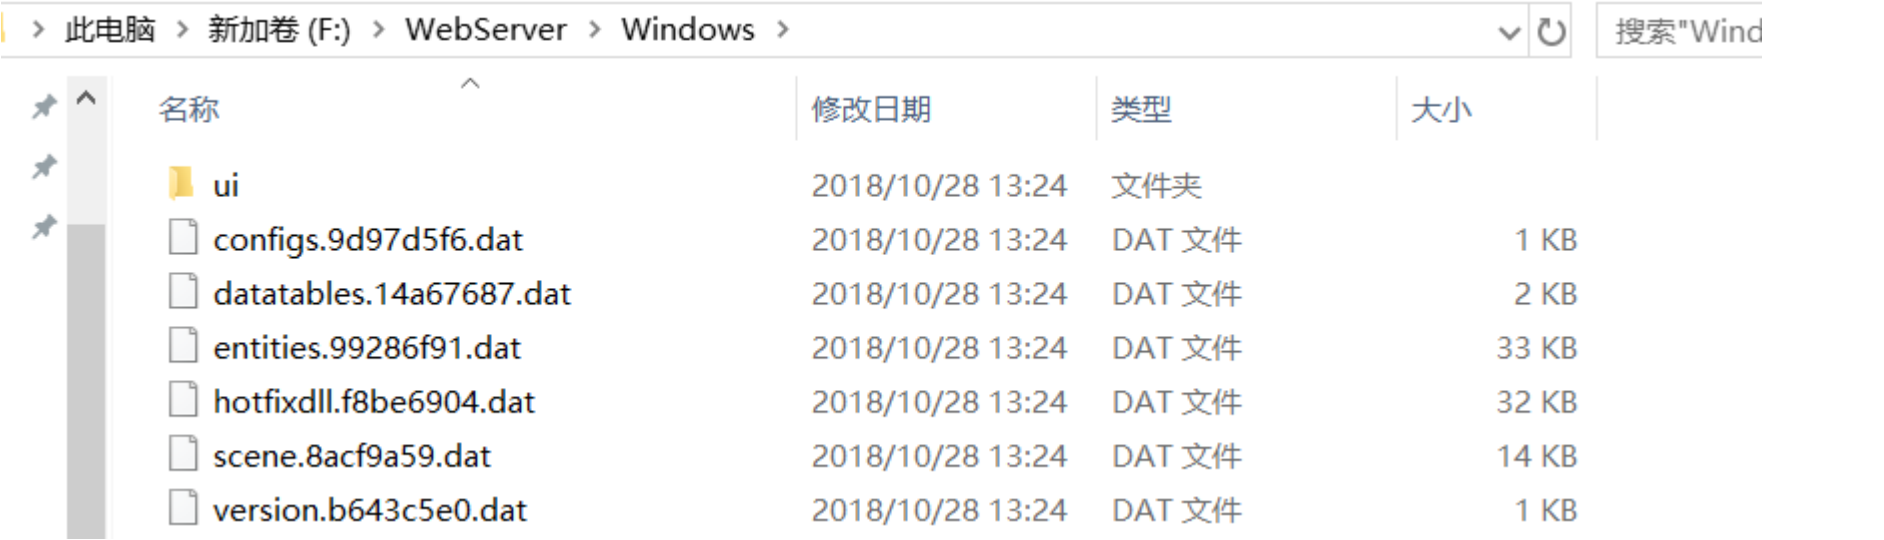 此电脑 > 新加卷 (F:) > WebServer > Windows > 搜索"Wind
名称 修改日期 类型 大小
ui 2018/10/28 13:24 文件夹
configs.9d97d5f6.dat 2018/10/28 13:24 DAT 文件 1 KB
datatables.14a67687.dat 2018/10/28 13:24 DAT 文件 2 KB
entities.99286f91.dat 2018/10/28 13:24 DAT 文件 33 KB
hotfixdll.f8be6904.dat 2018/10/28 13:24 DAT 文件 32 KB
scene.8acf9a59.dat 2018/10/28 13:24 DAT 文件 14 KB
version.b643c5e0.dat 2018/10/28 13:24 DAT 文件 1 KB